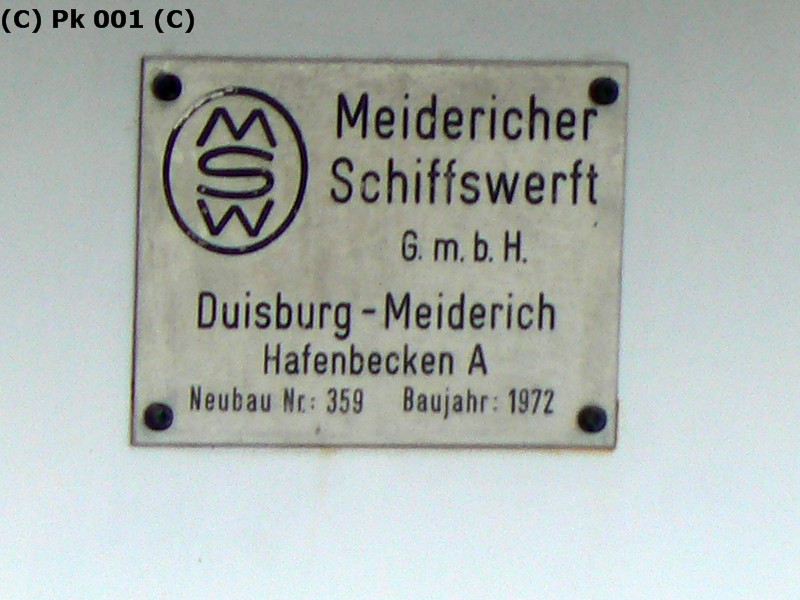 (C) Pk 001 (C)
MSW
Meidericher
Schiffswerft
G. m. b. H.
Duisburg - Meiderich
Hafenbecken A
Neubau Nr.: 359 Baujahr: 1972